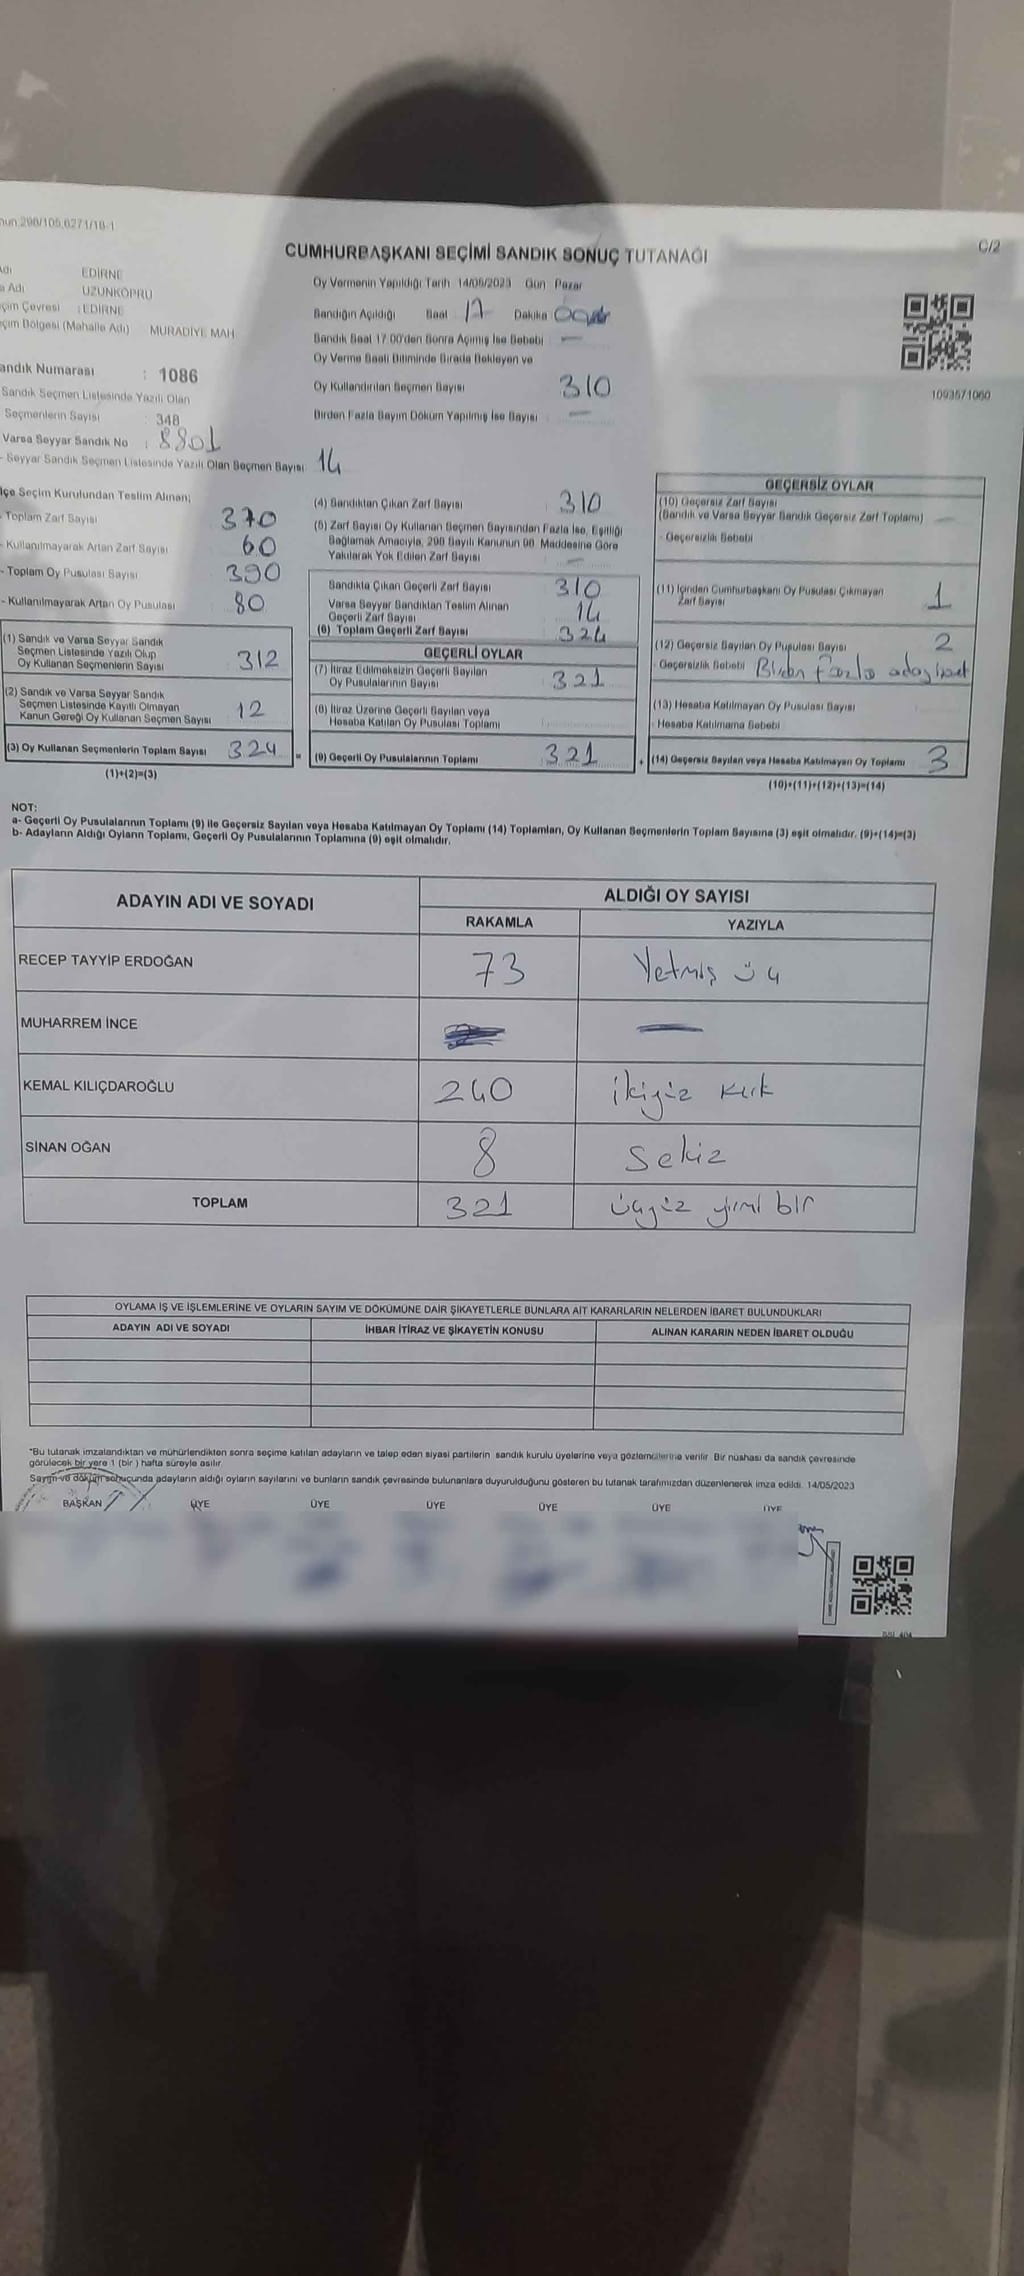 nun,298/105,6271/18-1
C/2
CUMHURBAŞKANI SEÇİMİ SANDIK SONUÇ TUTANAĞI
EDİRNE
Adı UZUNKÖPRÜ
çim Çevresi : EDİRNE
çim Bölgesi (Mahalle Adı) MURADİYE MAH.
andık Numarası : 1086
Sandık Seçmen Listesinde Yazılı Olan
Seçmenlerin Sayısı : 348
Varsa Seyyar Sandık No : 8801
- Seyyar Sandık Seçmen Listesinde Yazılı Olan Seçmen Sayısı 14
Oy Vermenin Yapıldığı Tarih 14/05/2023 Gün Pazar
Sandığın Açıldığı Saat 17 Dakika
Sandık Saat 17.00'den Sonra Açılmış İse Sebebi : —
Oy Verme Saati Bitiminde Sırada Bekleyen ve
Oy Kullandırılan Seçmen Sayısı 310
Birden Fazla Sayım Döküm Yapılmış İse Sayısı : —
1093571060
lçe Seçim Kurulundan Teslim Alınan;
- Toplam Zarf Sayısı 370
- Kullanılmayarak Artan Zarf Sayısı 60
- Toplam Oy Pusulası Sayısı 390
- Kullanılmayarak Artan Oy Pusulası 80
(1) Sandık ve Varsa Seyyar Sandık
Seçmen Listesinde Yazılı Olup
Oy Kullanan Seçmenlerin Sayısı 312
(2) Sandık ve Varsa Seyyar Sandık
Seçmen Listesinde Kayıtlı Olmayan
Kanun Gereği Oy Kullanan Seçmen Sayısı 12
(3) Oy Kullanan Seçmenlerin Toplam Sayısı 324 =
(1)+(2)=(3)
(4) Sandıktan Çıkan Zarf Sayısı 310
(5) Zarf Sayısı Oy Kullanan Seçmen Sayısından Fazla İse, Eşitliği
Sağlamak Amacıyla, 298 Sayılı Kanunun 98 Maddesine Göre
Yakılarak Yok Edilen Zarf Sayısı —
Sandıkta Çıkan Geçerli Zarf Sayısı 310
Varsa Seyyar Sandıktan Teslim Alınan
Geçerli Zarf Sayısı 14
(6) Toplam Geçerli Zarf Sayısı 324
GEÇERLİ OYLAR
(7) İtiraz Edilmeksizin Geçerli Sayılan
Oy Pusulalarının Sayısı 321
(8) İtiraz Üzerine Geçerli Sayılan veya
Hesaba Katılan Oy Pusulası Toplamı
(9) Geçerli Oy Pusulalarının Toplamı 321 +
GEÇERSİZ OYLAR
(10) Geçersiz Zarf Sayısı
(Sandık ve Varsa Seyyar Sandık Geçersiz Zarf Toplamı) —
- Geçersizlik Sebebi
(11) İçinden Cumhurbaşkanı Oy Pusulası Çıkmayan
Zarf Sayısı 1
(12) Geçersiz Sayılan Oy Pusulası Sayısı 2
- Geçersizlik Sebebi Birden fazla aday
(13) Hesaba Katılmayan Oy Pusulası Sayısı
- Hesaba Katılmama Sebebi
(14) Geçersiz Sayılan veya Hesaba Katılmayan Oy Toplamı 3
(10)+(11)+(12)+(13)=(14)
NOT:
a- Geçerli Oy Pusulalarının Toplamı (9) ile Geçersiz Sayılan veya Hesaba Katılmayan Oy Toplamı (14) Toplamları, Oy Kullanan Seçmenlerin Toplam Sayısına (3) eşit olmalıdır. (9)+(14)=(3)
b- Adayların Aldığı Oyların Toplamı, Geçerli Oy Pusulalarının Toplamına (9) eşit olmalıdır.
ADAYIN ADI VE SOYADI ALDIĞI OY SAYISI
RAKAMLA YAZIYLA
RECEP TAYYİP ERDOĞAN 73 Yetmiş üç
MUHARREM İNCE —
KEMAL KILIÇDAROĞLU 240 ikiyüz kırk
SİNAN OĞAN 8 Sekiz
TOPLAM 321 üçyüz yirmi bir
OYLAMA İŞ VE İŞLEMLERİNE VE OYLARIN SAYIM VE DÖKÜMÜNE DAİR ŞİKAYETLERLE BUNLARA AİT KARARLARIN NELERDEN İBARET BULUNDUKLARI
ADAYIN ADI VE SOYADI İHBAR İTİRAZ VE ŞİKAYETİN KONUSU ALINAN KARARIN NEDEN İBARET OLDUĞU
*Bu tutanak imzalandıktan ve mühürlendikten sonra seçime katılan adayların ve talep eden siyasi partilerin sandık kurulu üyelerine veya gözlemcilerine verilir. Bir nüshası da sandık çevresinde
görülecek bir yere 1 (bir ) hafta süreyle asılır.
Sayım ve döküm sonucunda adayların aldığı oyların sayılarını ve bunların sandık çevresinde bulunanlara duyurulduğunu gösteren bu tutanak tarafımızdan düzenlenerek imza edildi. 14/05/2023
BAŞKAN ÜYE ÜYE ÜYE ÜYE ÜYE ÜYE